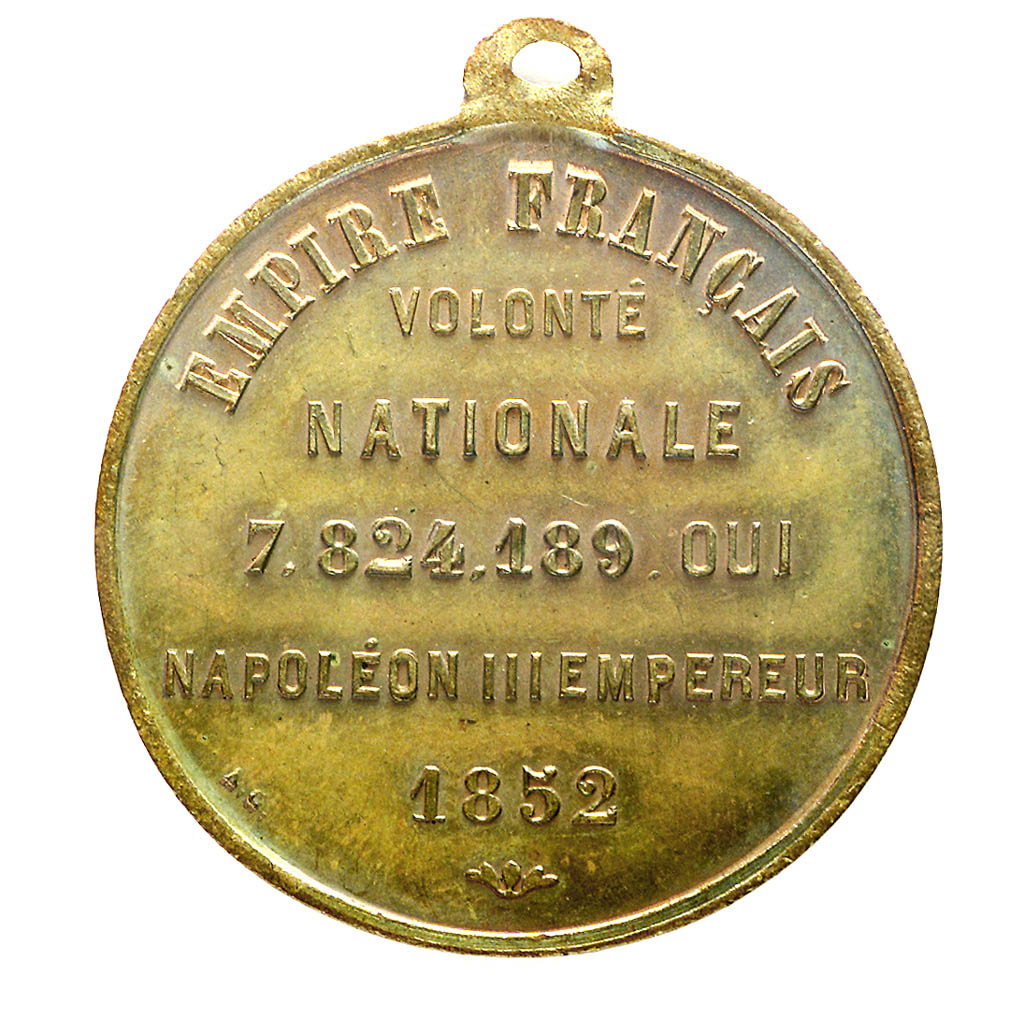 EMPIRE FRANÇAIS
VOLONTÉ
NATIONALE
7.824.189. OUI
NAPOLÉON III EMPEREUR
A.C.
1852